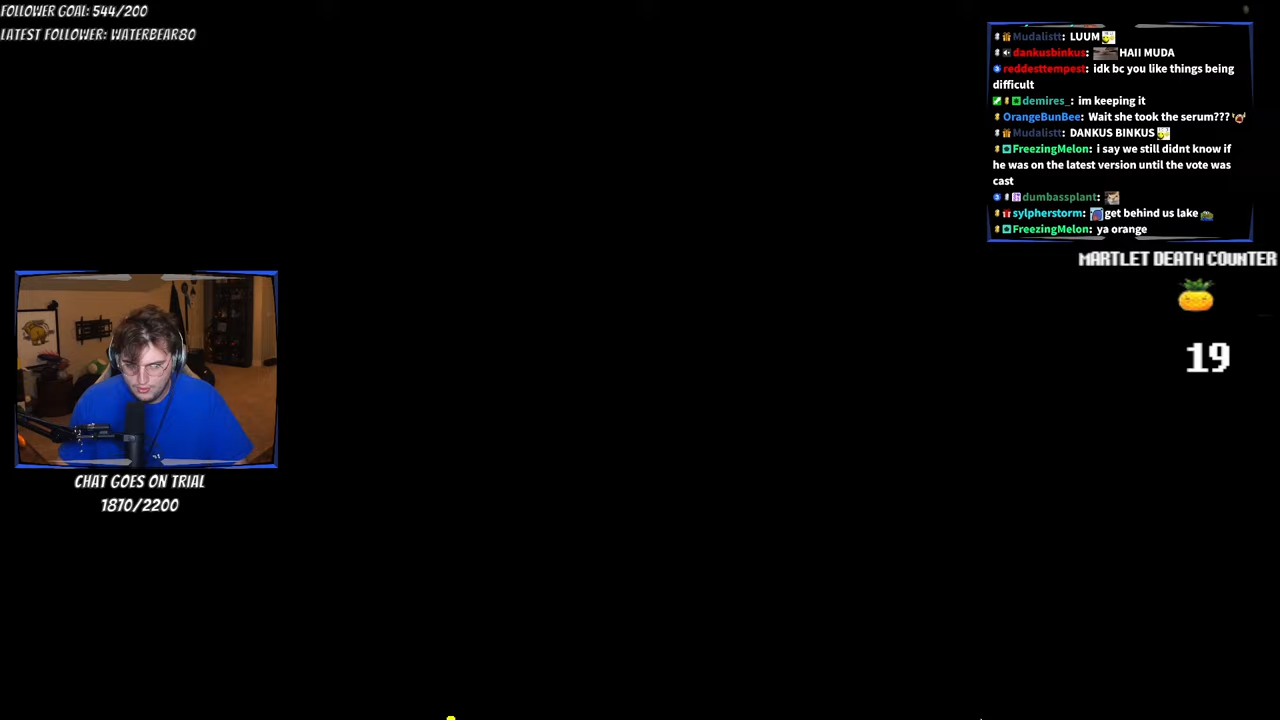 FOLLOWER GOAL: 544/200
LATEST FOLLOWER: WATERBEAR80
Mudalistt: LUUM
dankusbinkus: HAII MUDA
reddesttempest: idk bc you like things being
difficult
demires_: im keeping it
OrangeBunBee: Wait she took the serum???
Mudalistt: DANKUS BINKUS
FreezingMelon: i say we still didnt know if
he was on the latest version until the vote was
cast
dumbassplant:
sylpherstorm: get behind us lake
FreezingMelon: ya orange
MARTLET DEATH COUNTER
19
CHAT GOES ON TRIAL
1870/2200